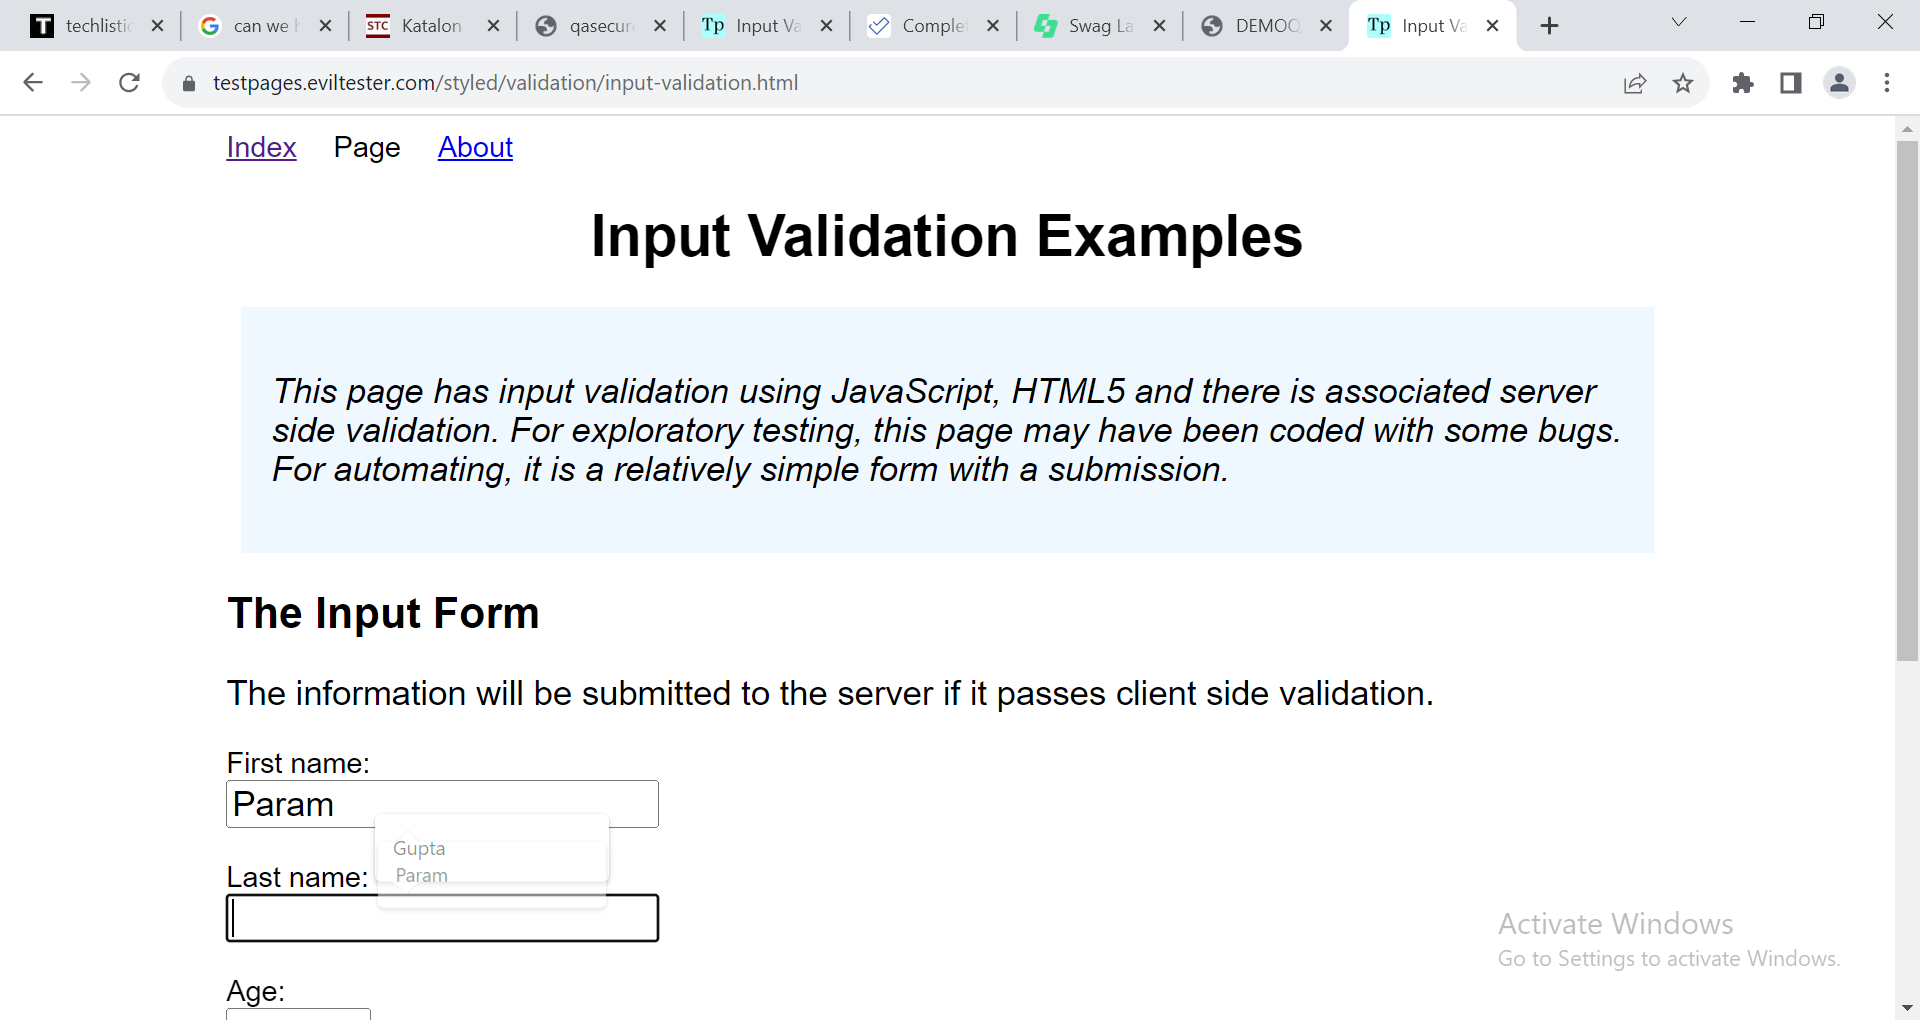 techlistic
can we h
STC
Katalon
qasecure
Tp
Input Va
Complet
Swag La
DEMOQ
Tp
Input Va
testpages.eviltester.com/styled/validation/input-validation.html
Index Page About
Input Validation Examples
This page has input validation using JavaScript, HTML5 and there is associated server
side validation. For exploratory testing, this page may have been coded with some bugs.
For automating, it is a relatively simple form with a submission.
The Input Form
The information will be submitted to the server if it passes client side validation.
First name:
Param
Gupta
Param
Last name:
Age:
Activate Windows
Go to Settings to activate Windows.